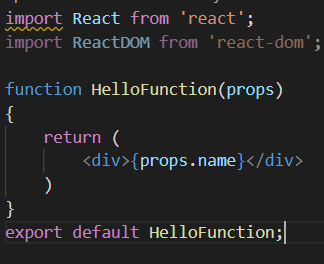 import React from 'react';
import ReactDOM from 'react-dom';
function HelloFunction(props)
{
return (
<div>{props.name}</div>
)
}
export default HelloFunction;